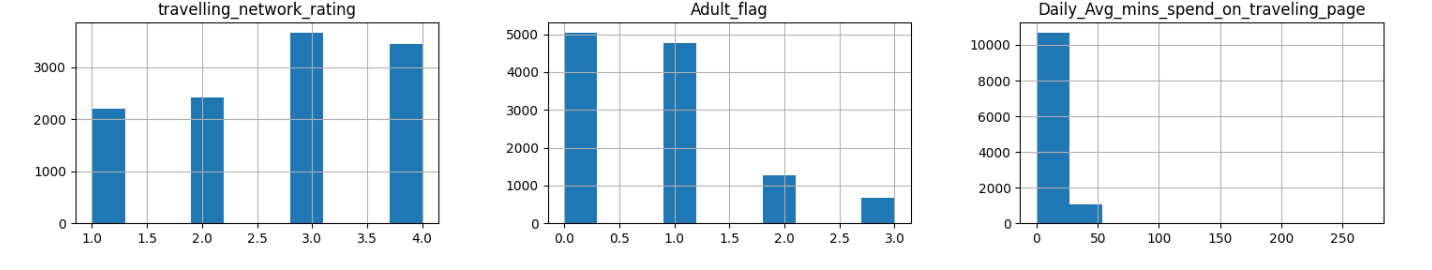 travelling_network_rating
3000
2000
1000
0
1.0 1.5 2.0 2.5 3.0 3.5 4.0
Adult_flag
5000
4000
3000
2000
1000
0
0.0 0.5 1.0 1.5 2.0 2.5 3.0
Daily_Avg_mins_spend_on_traveling_page
10000
8000
6000
4000
2000
0
0 50 100 150 200 250